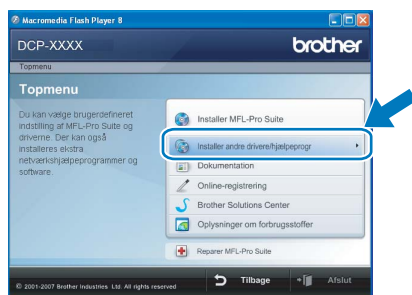 Macromedia Flash Player 8
DCP-XXXX
brother
Topmenu
Topmenu
Du kan vælge brugerdefineret
indstilling af MFL-Pro Suite og
driverne. Der kan også
installeres ekstra
netværkshjælpeprogrammer og
software.
Installer MFL-Pro Suite
Installer andre drivere/hjælpeprogr
Dokumentation
Online-registrering
Brother Solutions Center
Oplysninger om forbrugsstoffer
Reparer MFL-Pro Suite
© 2001-2007 Brother Industries Ltd. All rights reserved
Tilbage
Afslut